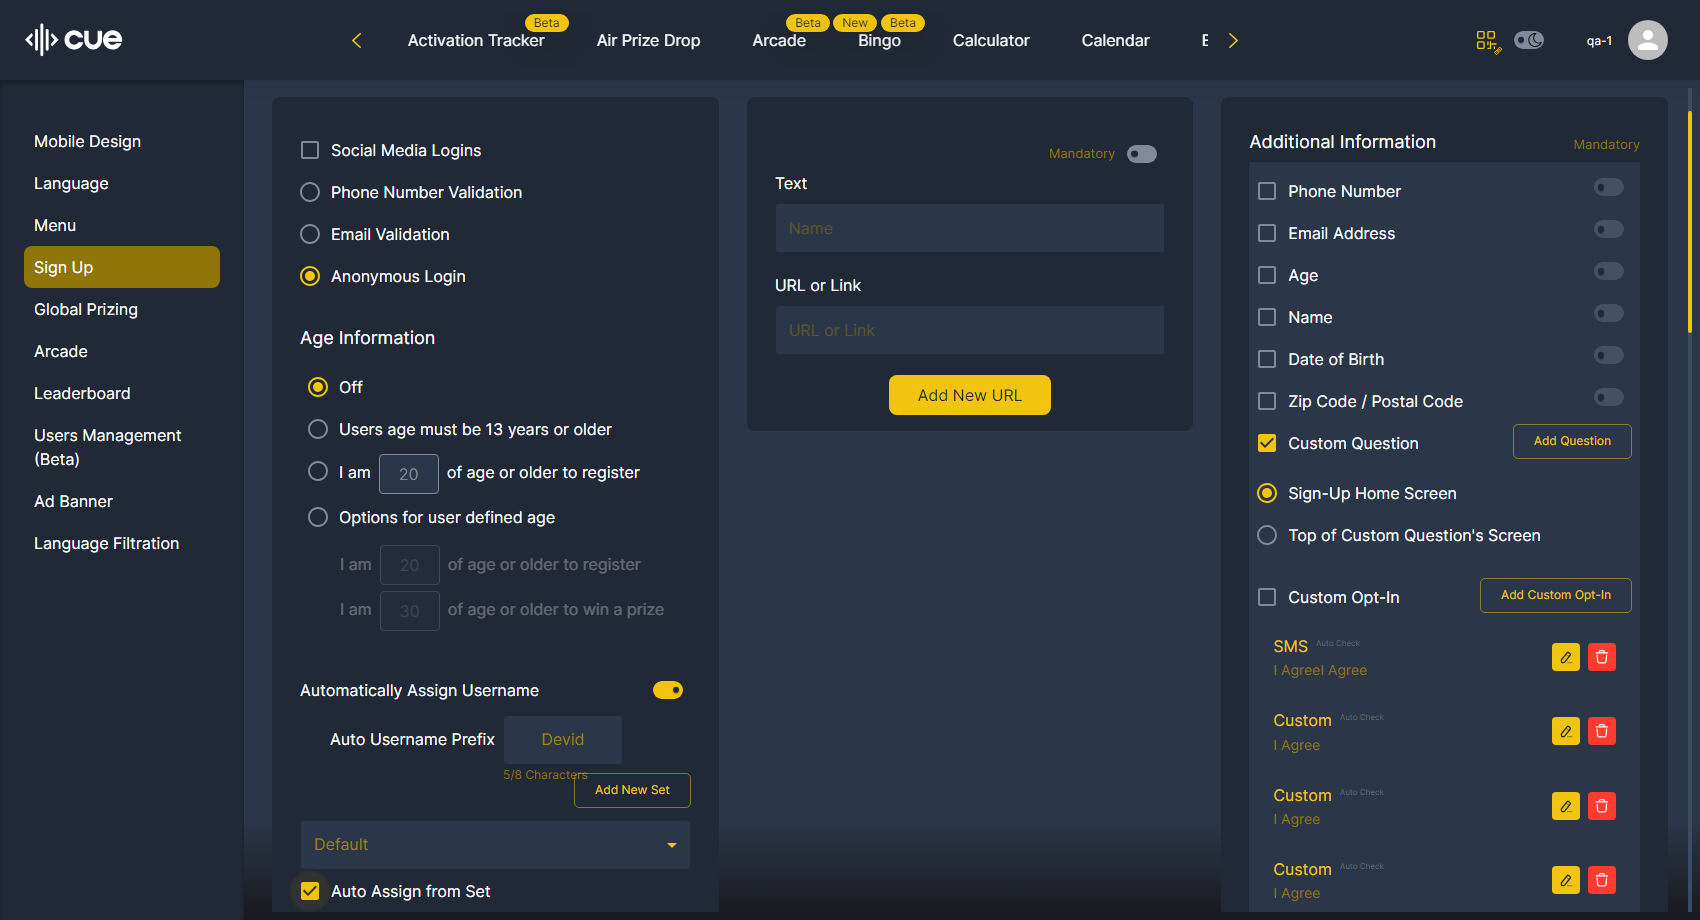 cue
Beta
Beta
New
Beta
Activation Tracker
Air Prize Drop
Arcade
Bingo
Calculator
Calendar
qa-1
Mobile Design
Language
Menu
Sign Up
Global Prizing
Arcade
Leaderboard
Users Management
(Beta)
Ad Banner
Language Filtration
Social Media Logins
Phone Number Validation
Email Validation
Anonymous Login
Age Information
Off
Users age must be 13 years or older
I am 20 of age or older to register
Options for user defined age
I am 20 of age or older to register
I am 30 of age or older to win a prize
Automatically Assign Username
Auto Username Prefix Devid
5/8 Characters
Add New Set
Default
Auto Assign from Set
Mandatory
Text
Name
URL or Link
URL or Link
Add New URL
Additional Information
Mandatory
Phone Number
Email Address
Age
Name
Date of Birth
Zip Code / Postal Code
Custom Question
Add Question
Sign-Up Home Screen
Top of Custom Question's Screen
Custom Opt-In
Add Custom Opt-In
SMS Auto Check
I AgreeI Agree
Custom Auto Check
I Agree
Custom Auto Check
I Agree
Custom Auto Check
I Agree